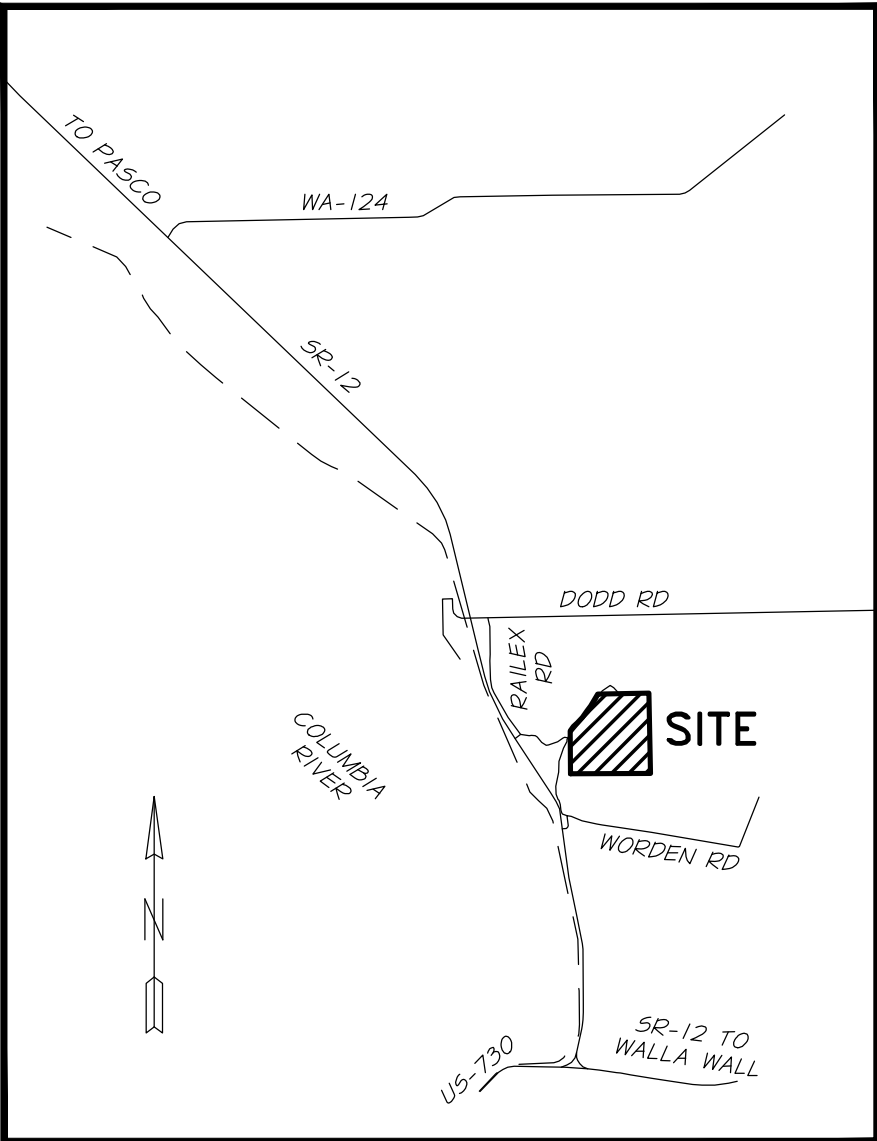 TO PASCO
WA-124
SR-12
DODD RD
RAILEX
RD
SITE
COLUMBIA
RIVER
WORDEN RD
N
SR-12 TO
WALLA WALL
US-730